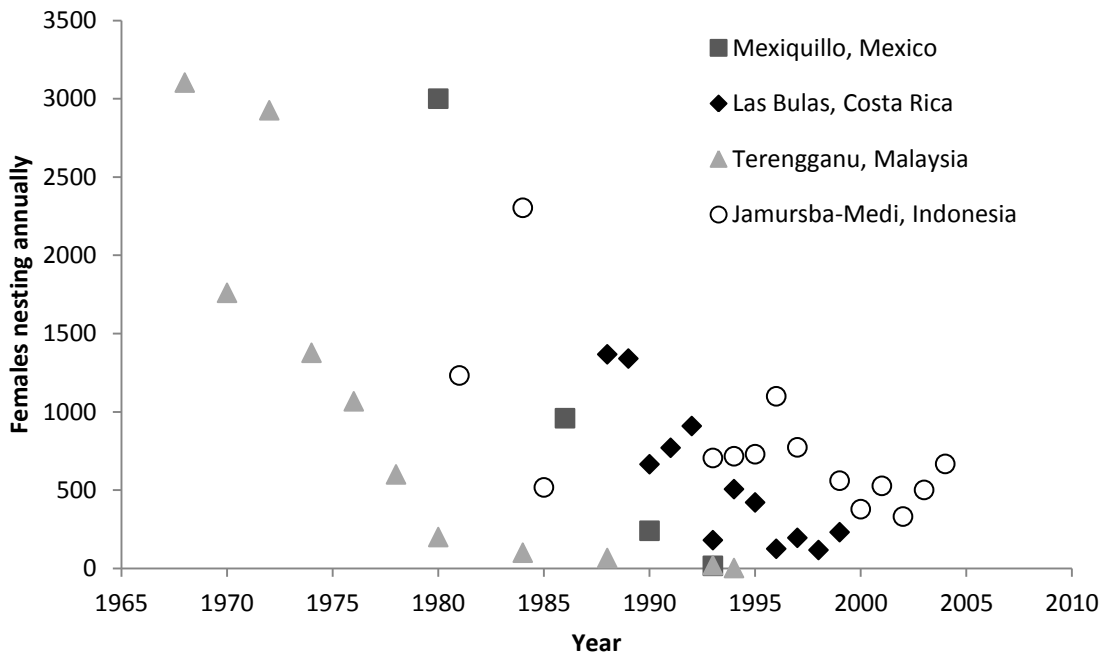 3500
3000
2500
2000
1500
1000
500
0
Females nesting annually
Mexiquillo, Mexico
Las Bulas, Costa Rica
Terengganu, Malaysia
Jamursba-Medi, Indonesia
1965 1970 1975 1980 1985 1990 1995 2000 2005 2010
Year